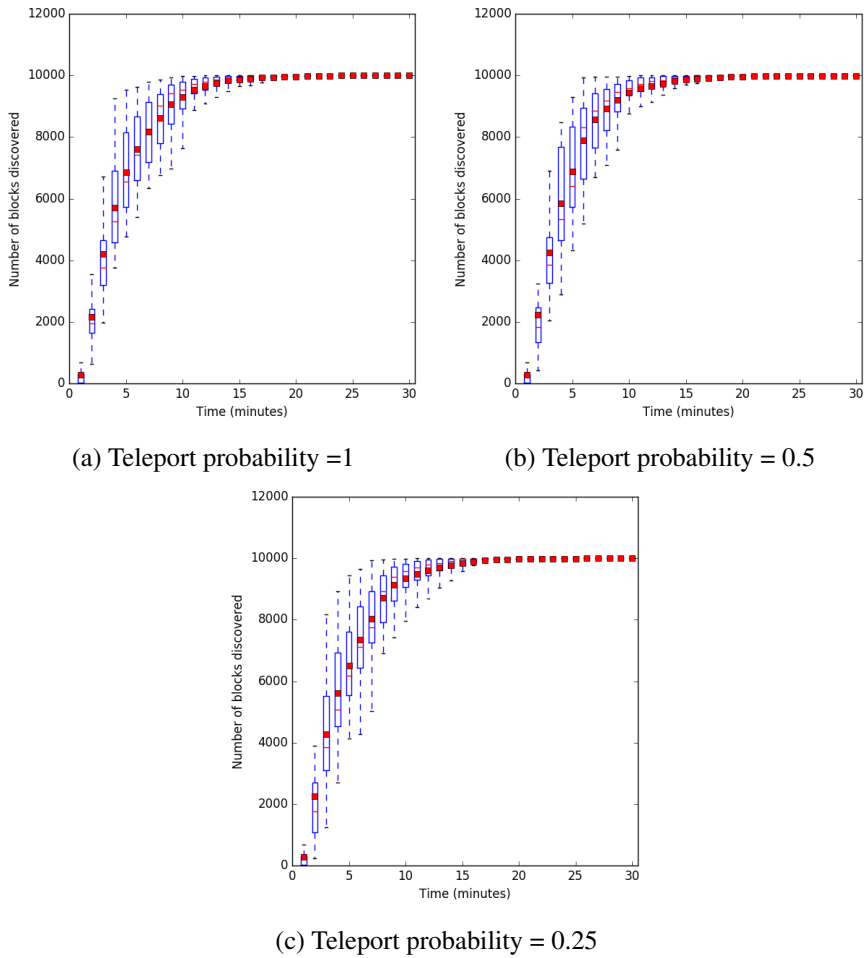 12000
10000
8000
6000
4000
2000
0
Number of blocks discovered
0 5 10 15 20 25 30
Time (minutes)
(a) Teleport probability =1
12000
10000
8000
6000
4000
2000
0
Number of blocks discovered
0 5 10 15 20 25 30
Time (minutes)
(b) Teleport probability = 0.5
12000
10000
8000
6000
4000
2000
0
Number of blocks discovered
0 5 10 15 20 25 30
Time (minutes)
(c) Teleport probability = 0.25